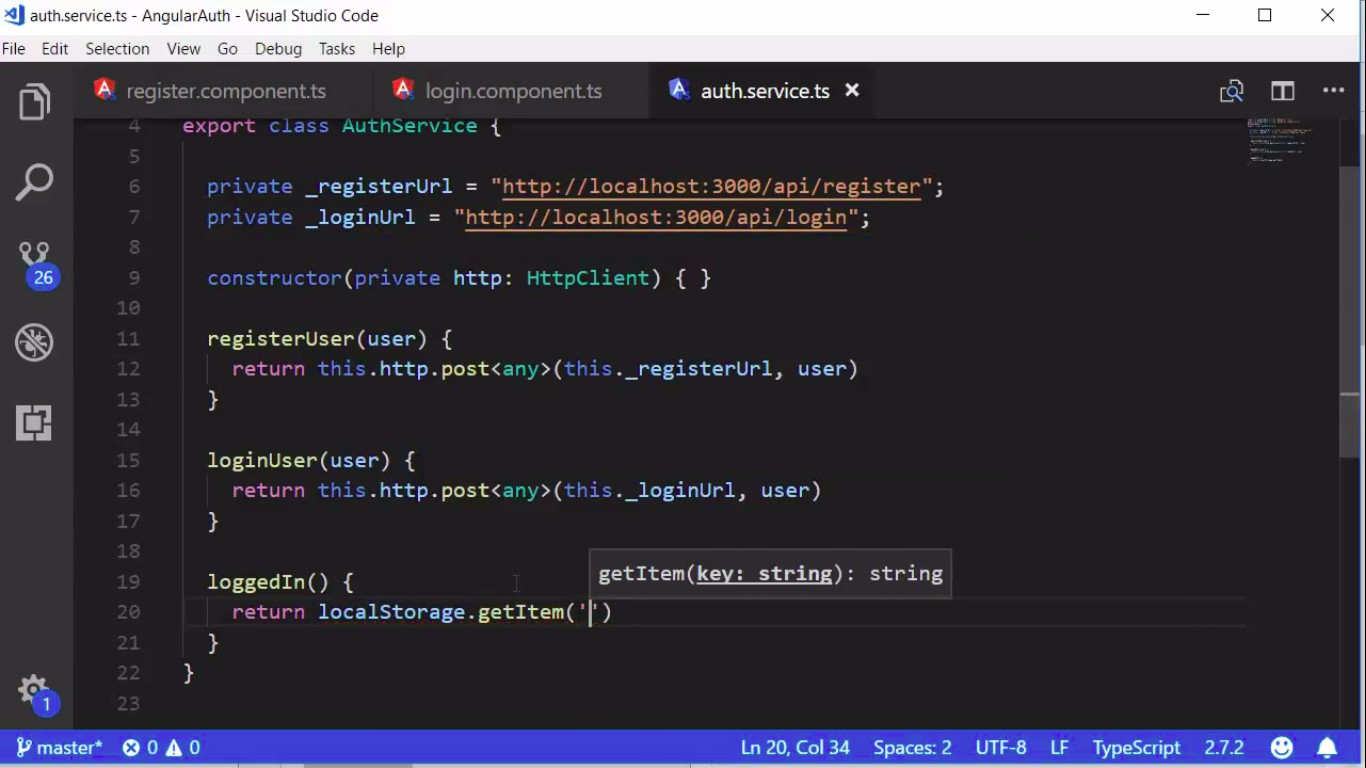 auth.service.ts - AngularAuth - Visual Studio Code
File Edit Selection View Go Debug Tasks Help
register.component.ts login.component.ts auth.service.ts
4 export class AuthService {
5
6 private _registerUrl = "http://localhost:3000/api/register";
7 private _loginUrl = "http://localhost:3000/api/login";
8
9 constructor(private http: HttpClient) { }
10
11 registerUser(user) {
12 return this.http.post<any>(this._registerUrl, user)
13 }
14
15 loginUser(user) {
16 return this.http.post<any>(this._loginUrl, user)
17 }
18
getItem(key: string): string
19 loggedIn() {
20 return localStorage.getItem('')
21 }
22 }
23
26
1
master* 0 0 Ln 20, Col 34 Spaces: 2 UTF-8 LF TypeScript 2.7.2